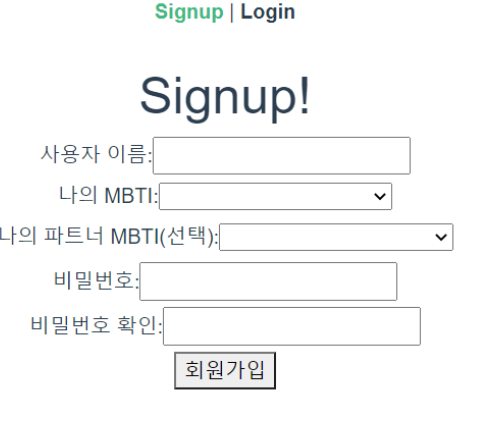 Signup | Login
Signup!
사용자 이름:
나의 MBTI:
나의 파트너 MBTI(선택):
비밀번호:
비밀번호 확인:
회원가입